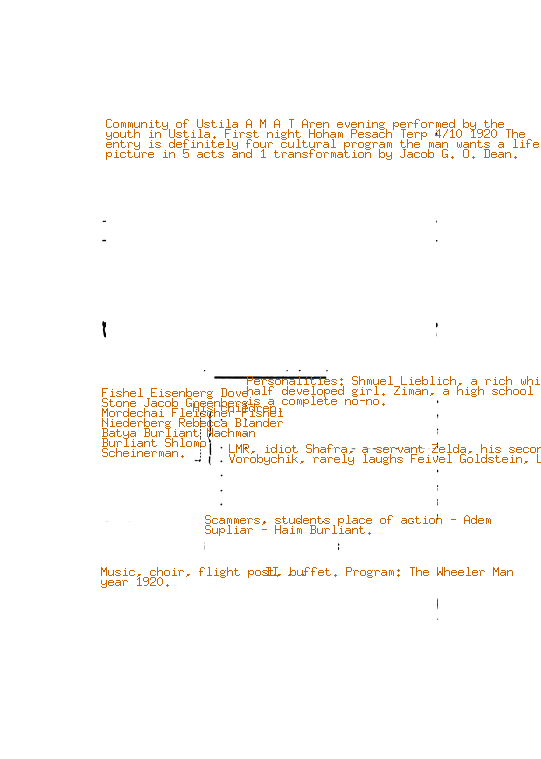 Community of Ustila A M A T Aren evening performed by the
youth in Ustila. First night Hoham Pesach Terp 4/10 1920 The
entry is definitely four cultural program the man wants a life
picture in 5 acts and 1 transformation by Jacob G. O. Dean.
Personalities: Shmuel Lieblich, a rich whi
half developed girl. Ziman, a high school
is a complete no-no.
Fishel Eisenberg Dove
Stone Jacob Greenberg
His children
Mordechai Fleischer Fishel
Niederberg Rebecca Blander
Batya Burliant Nachman
Burliant Shlomo
Scheinerman.
LMR, idiot Shafra, a servant Zelda, his secon
Vorobychik, rarely laughs Feivel Goldstein, L
Scammers, students place of action - Adem
Supliar - Haim Burliant.
Music, choir, flight post, buffet. Program: The Wheeler Man
year 1920.